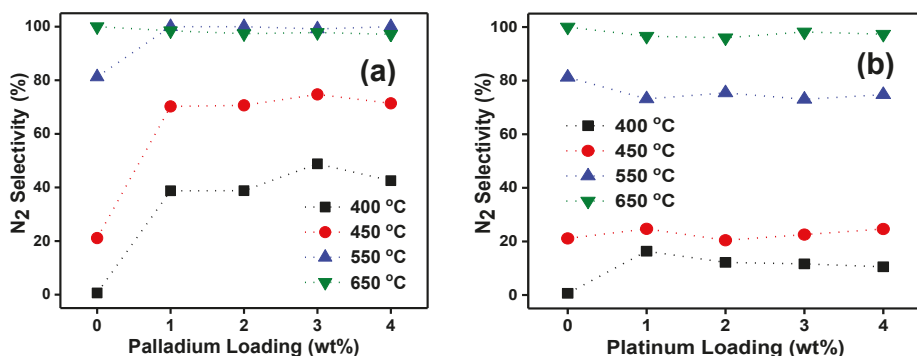 100
80
60
40
20
0
N2 Selectivity (%)
(a)
400 °C
450 °C
550 °C
650 °C
0 1 2 3 4
Palladium Loading (wt%)
100
80
60
40
20
0
N2 Selectivity (%)
(b)
400 °C
450 °C
550 °C
650 °C
0 1 2 3 4
Platinum Loading (wt%)